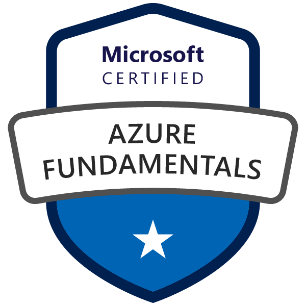 Microsoft
CERTIFIED
AZURE
FUNDAMENTALS